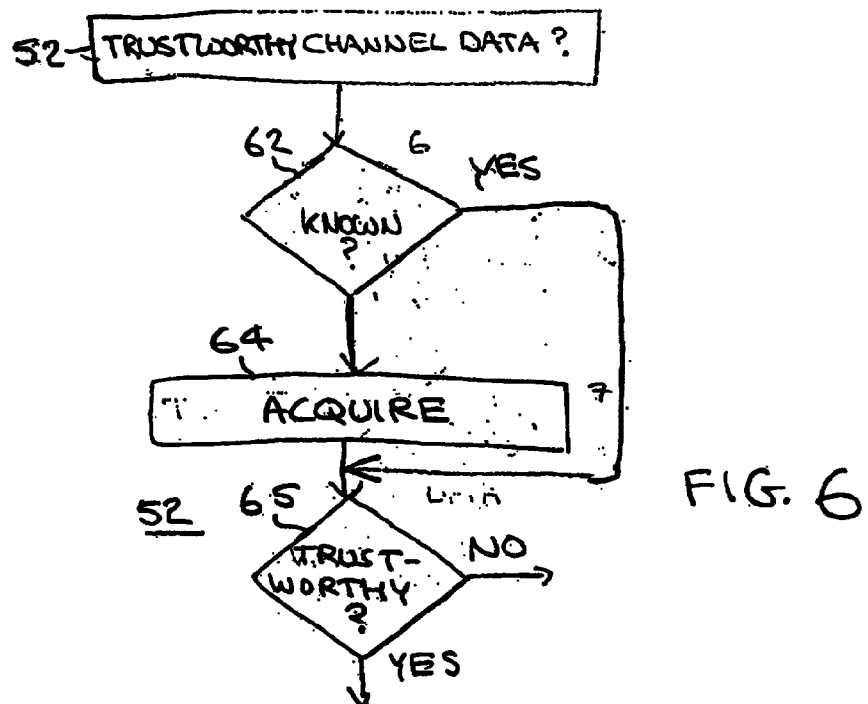 52 TRUSTWORTHY CHANNEL DATA ?
62
6
YES
KNOWN
?
64
ACQUIRE
7
52
65
TRUST-
WORTHY
?
NO
YES
FIG. 6